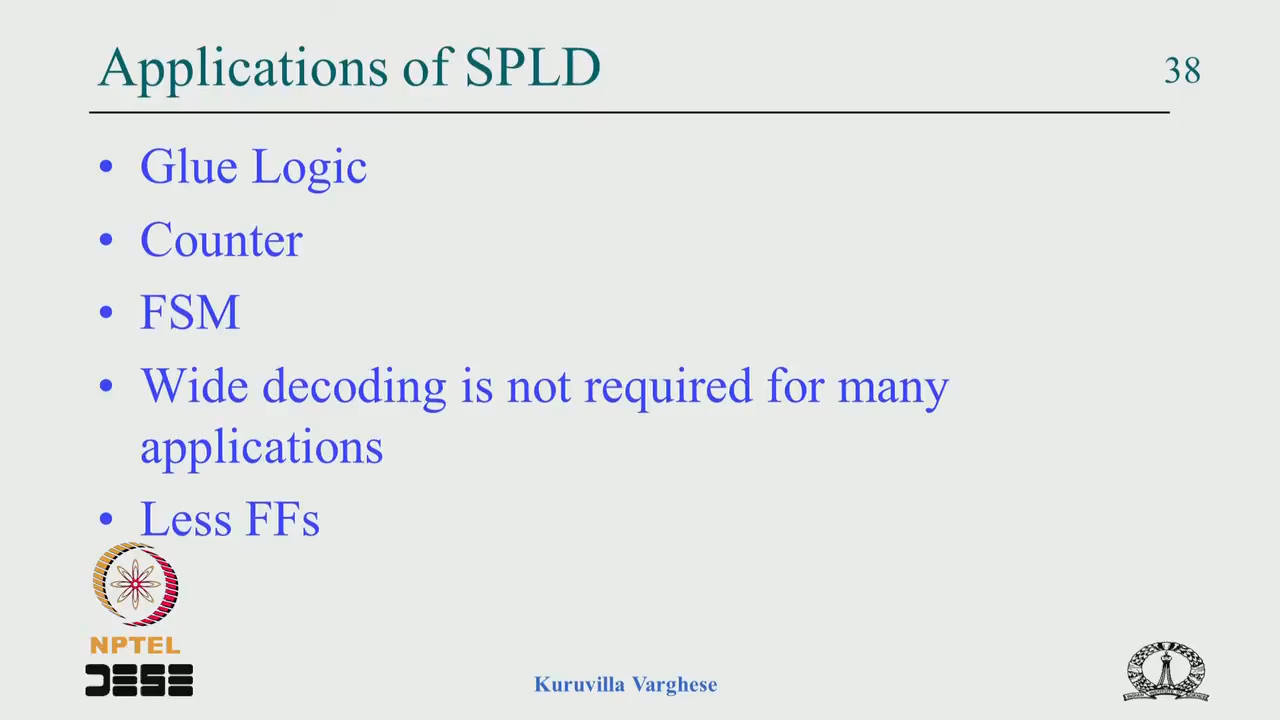 Applications of SPLD
38
• Glue Logic
• Counter
• FSM
• Wide decoding is not required for many
applications
• Less FFs
NPTEL
DESE
Kuruvilla Varghese